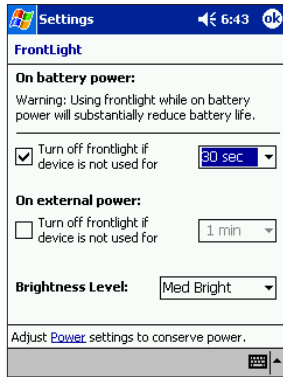 Settings 6:43 ok
FrontLight
On battery power:
Warning: Using frontlight while on battery
power will substantially reduce battery life.
Turn off frontlight if
device is not used for 30 sec
On external power:
Turn off frontlight if
device is not used for 1 min
Brightness Level: Med Bright
Adjust Power settings to conserve power.